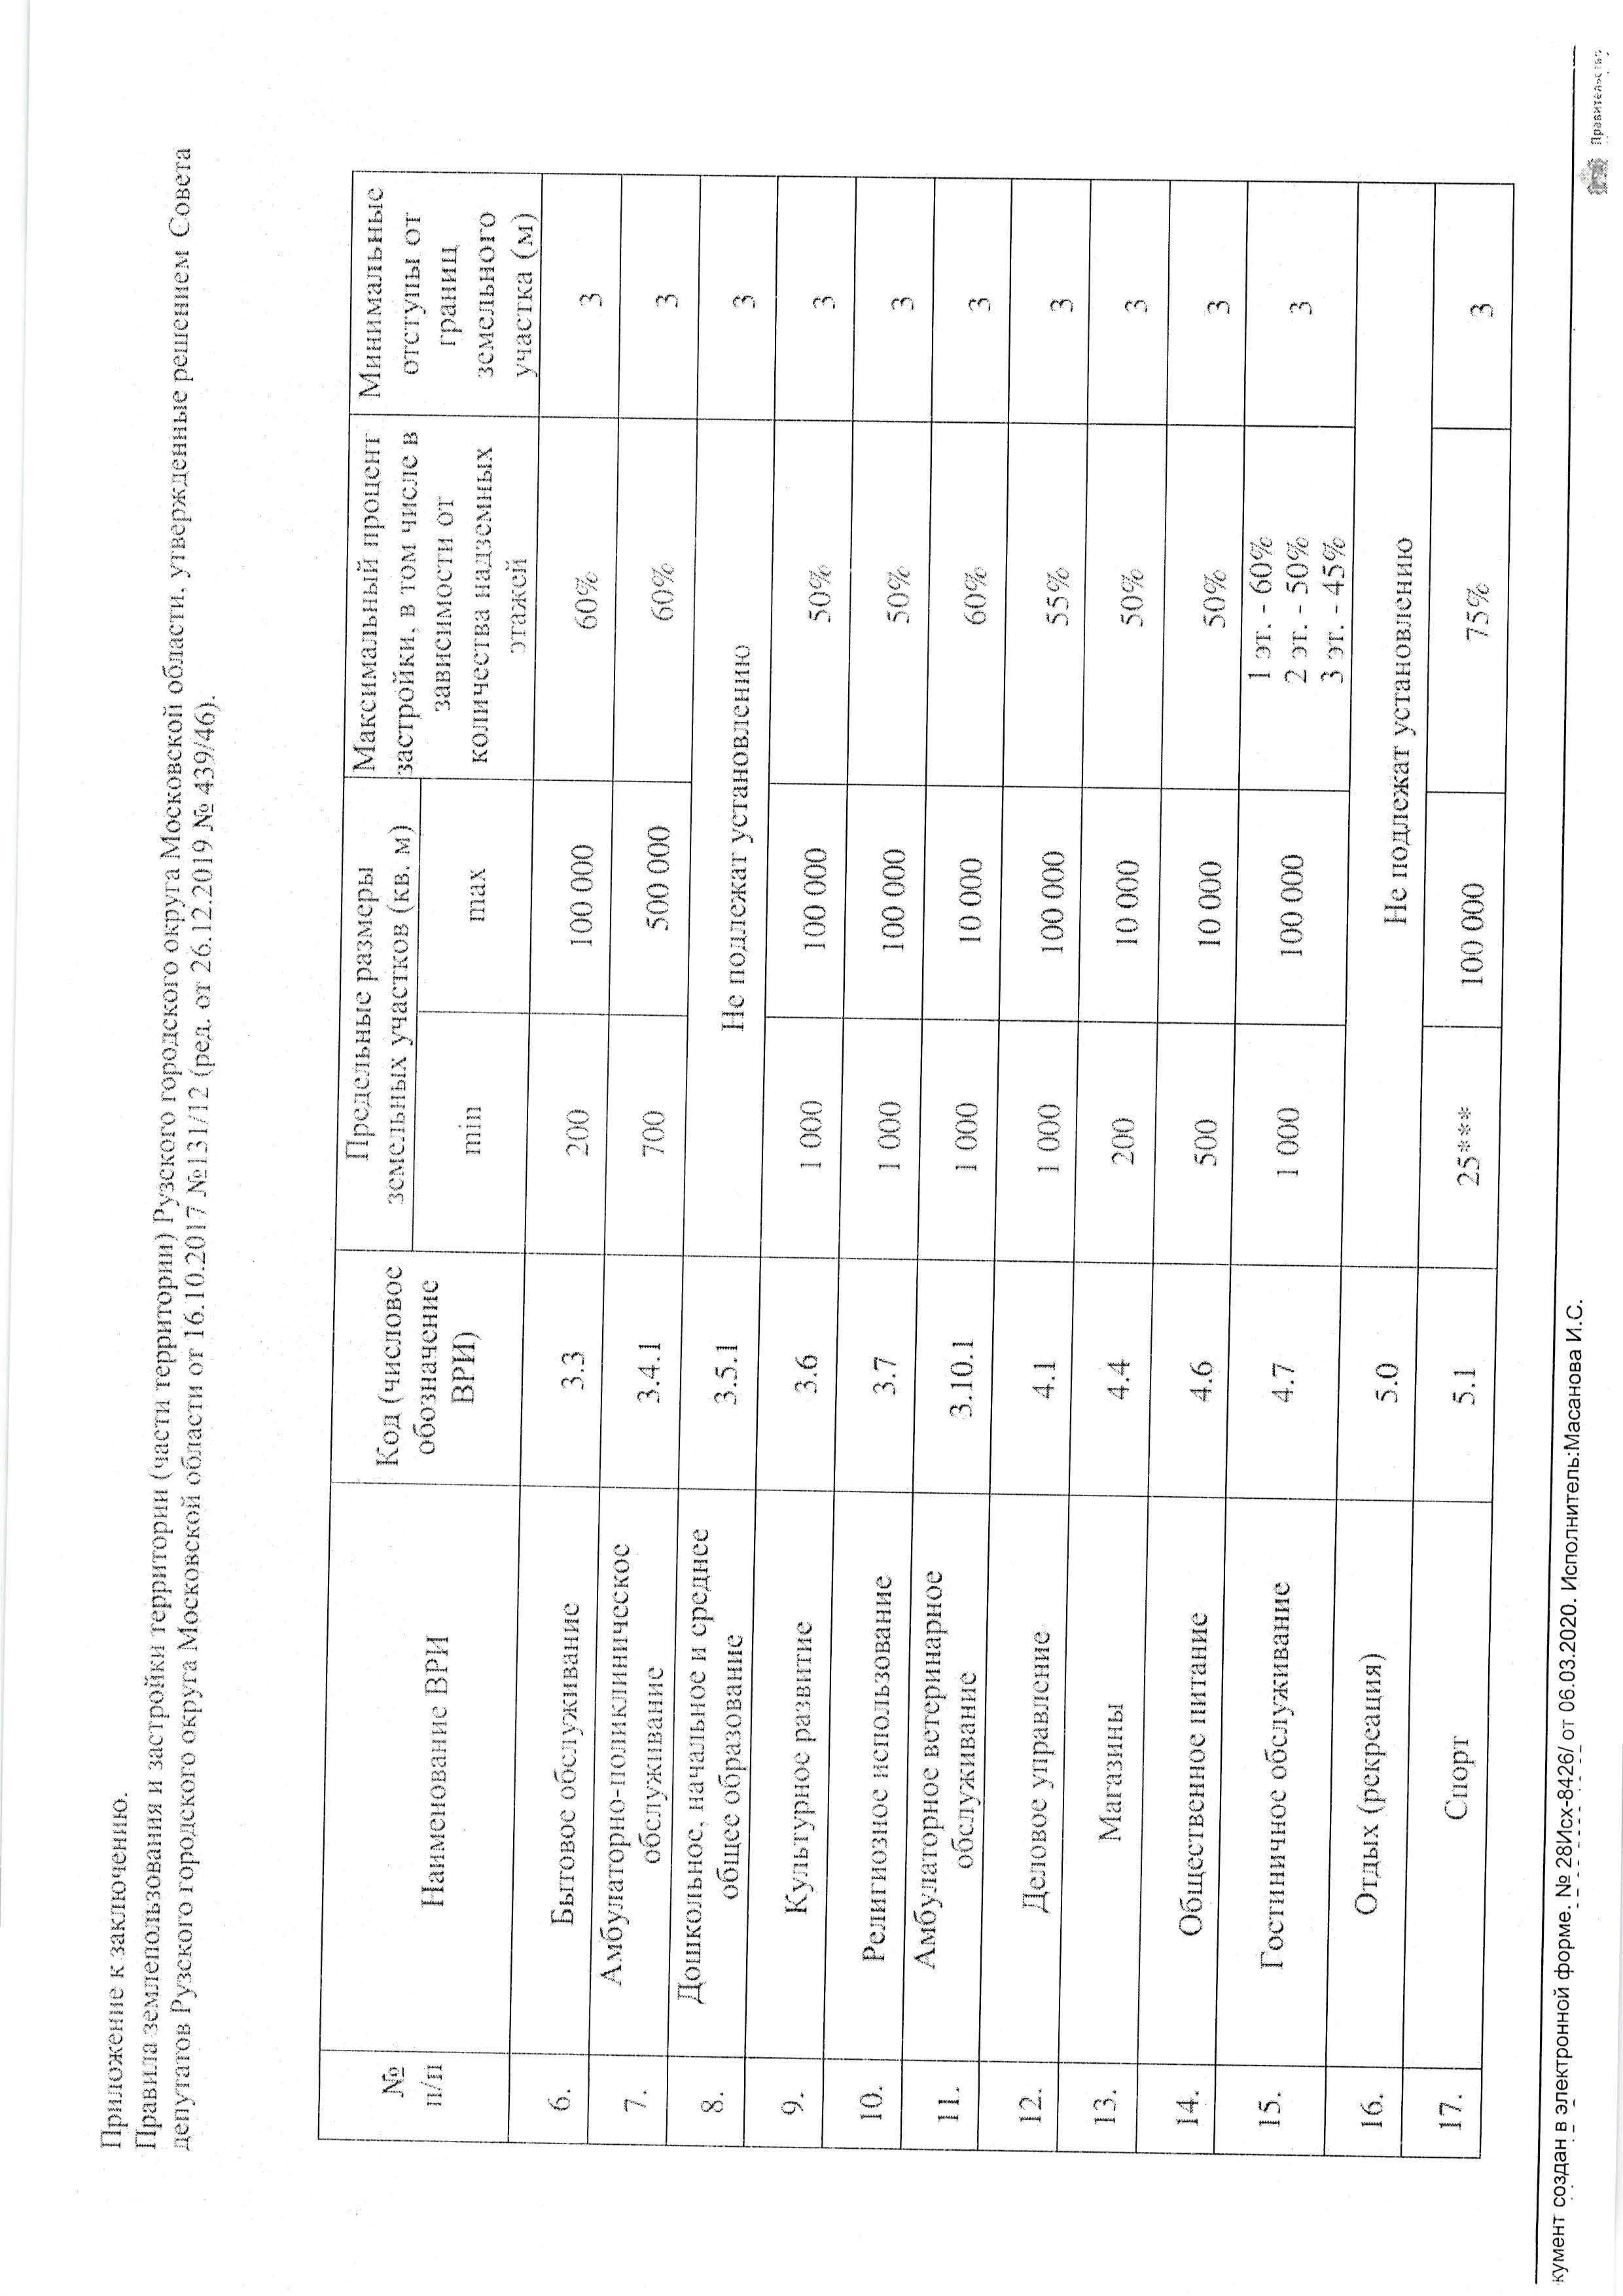 Приложение к заключению.
Правила землепользования и застройки территории (части территории) Рузского городского округа Московской области, утвержденные решением Совета
депутатов Рузского городского округа Московской области от 16.10.2017 №131/12 (ред. от 26.12.2019 № 439/46).
№ п/п Наименование ВРИ Код (числовое обозначение ВРИ) Предельные размеры земельных участков (кв. м) Максимальный процент застройки, в том числе в зависимости от количества надземных этажей Минимальные отступы от границ земельного участка (м)
min max
6. Бытовое обслуживание 3.3 200 100 000 60% 3
7. Амбулаторно-поликлиническое обслуживание 3.4.1 700 500 000 60% 3
8. Дошкольное, начальное и среднее общее образование 3.5.1 Не подлежат установлению 3
9. Культурное развитие 3.6 1 000 100 000 50% 3
10. Религиозное использование 3.7 1 000 100 000 50% 3
11. Амбулаторное ветеринарное обслуживание 3.10.1 1 000 10 000 60% 3
12. Деловое управление 4.1 1 000 100 000 55% 3
13. Магазины 4.4 200 10 000 50% 3
14. Общественное питание 4.6 500 10 000 50% 3
15. Гостиничное обслуживание 4.7 1 000 100 000 1 эт. - 60% 2 эт. - 50% 3 эт. - 45% 3
16. Отдых (рекреация) 5.0 Не подлежат установлению
17. Спорт 5.1 25*** 100 000 75% 3
кумент создан в электронной форме. № 28Исх-8426/ от 06.03.2020. Исполнитель:Масанова И.С.
Правительство